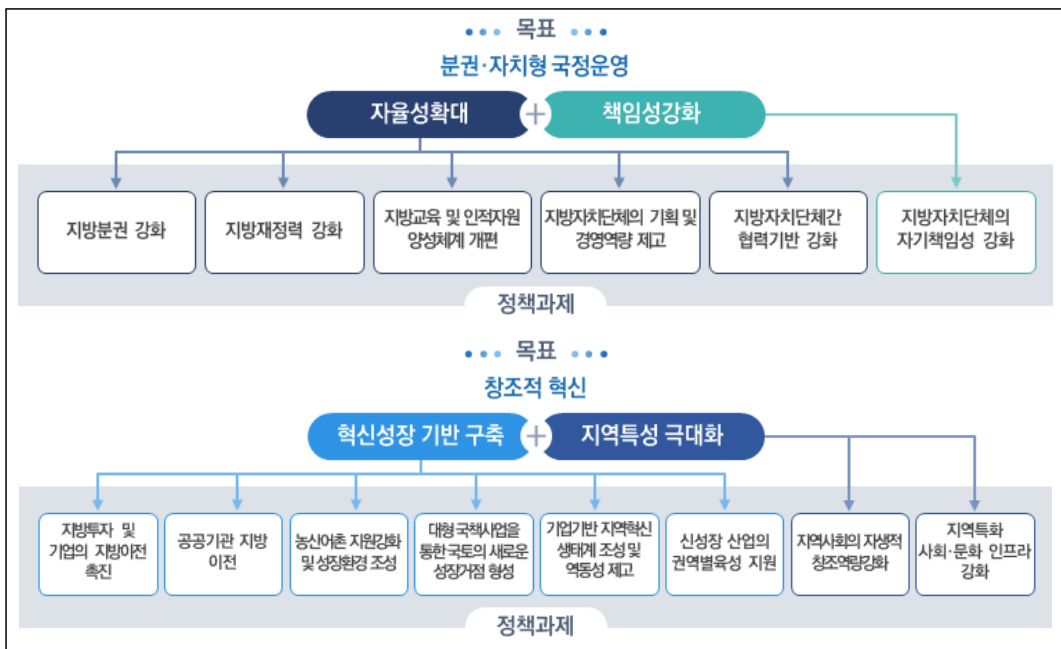 목표
분권·자치형 국정운영
자율성확대 + 책임성강화
지방분권 강화
지방재정력 강화
지방교육 및 인적자원
양성체계 개편
지방자치단체의 기획 및
경영역량 제고
지방자치단체간
협력기반 강화
지방자치단체의
자기책임성 강화
정책과제
목표
창조적 혁신
혁신성장 기반 구축 + 지역특성 극대화
지방투자 및
기업의 지방이전
촉진
공공기관 지방
이전
농산어촌 지원강화
및 성장환경 조성
대형 국책사업을
통한 국토의 새로운
성장거점 형성
기업기반 지역혁신
생태계 조성 및
역동성 제고
신성장 산업의
권역별육성 지원
지역사회의 자생적
창조역량강화
지역특화
사회·문화 인프라
강화
정책과제